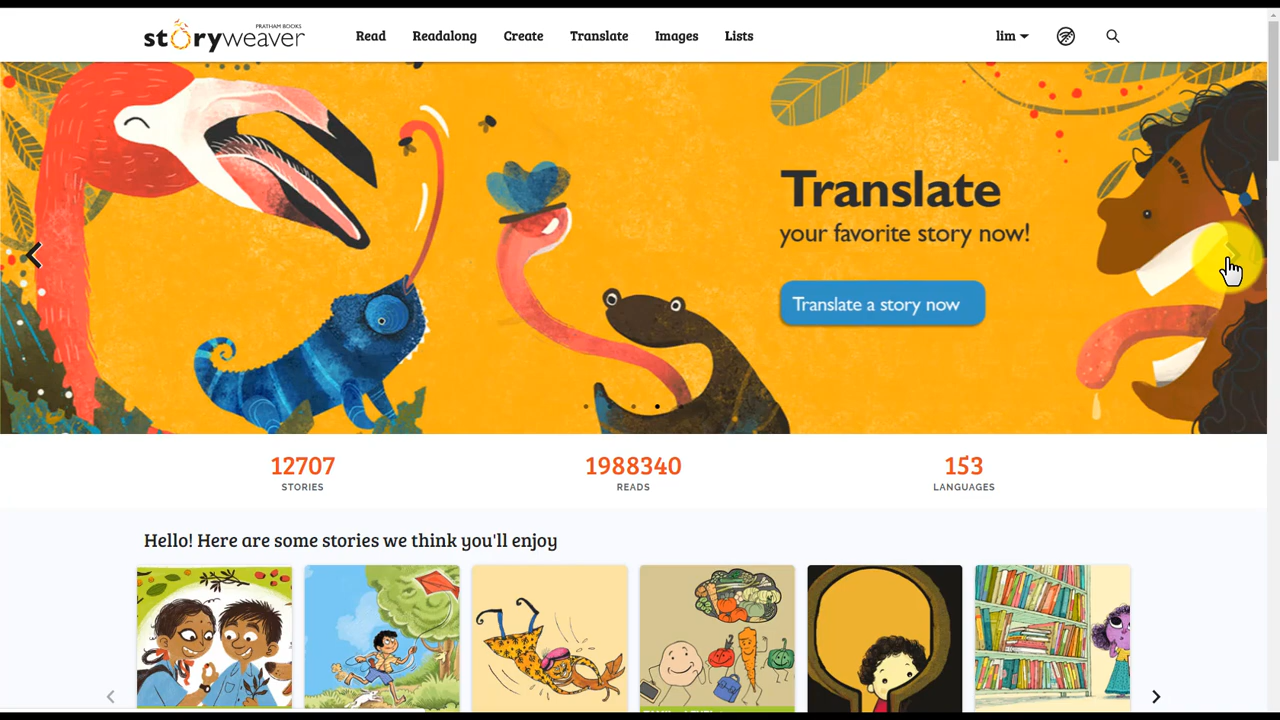 PRATHAM BOOKS
storyweaver
Read
Readalong
Create
Translate
Images
Lists
lim
Translate
your favorite story now!
Translate a story now
12707
1988340
153
STORIES
READS
LANGUAGES
Hello! Here are some stories we think you'll enjoy